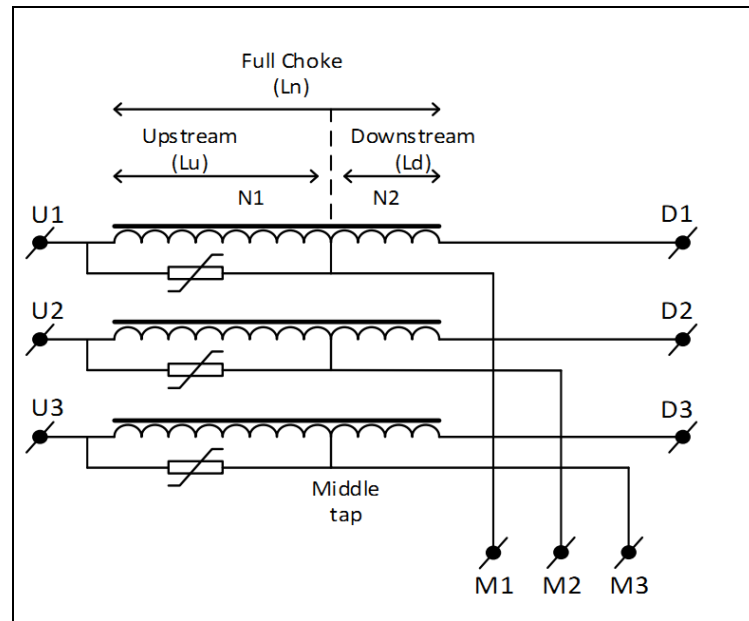 Full Choke
(Ln)
Upstream
(Lu)
Downstream
(Ld)
N1
N2
U1
D1
U2
D2
U3
D3
Middle
tap
M1
M2
M3